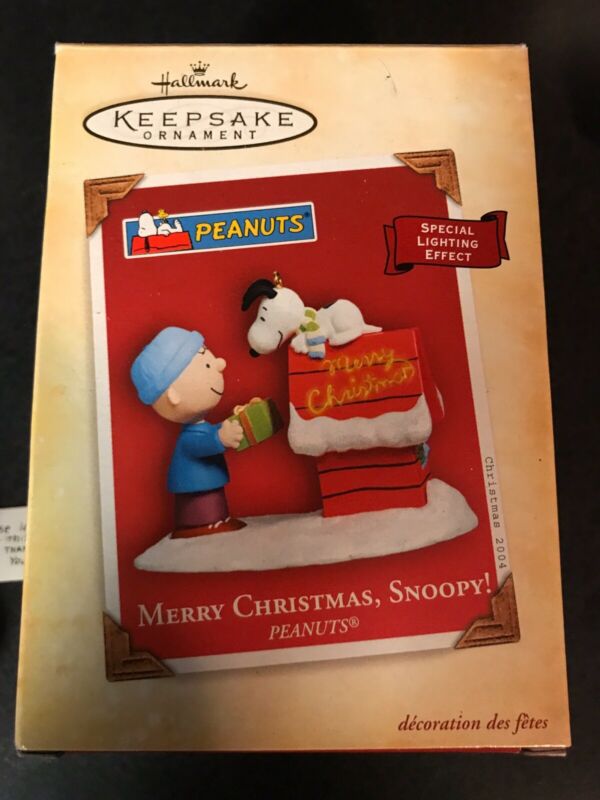 Hallmark
KEEPSAKE
ORNAMENT
PEANUTS®
SPECIAL
LIGHTING
EFFECT
Merry
Christmas
Christmas 2004
MERRY CHRISTMAS, SNOOPY!
PEANUTS®
décoration des fêtes